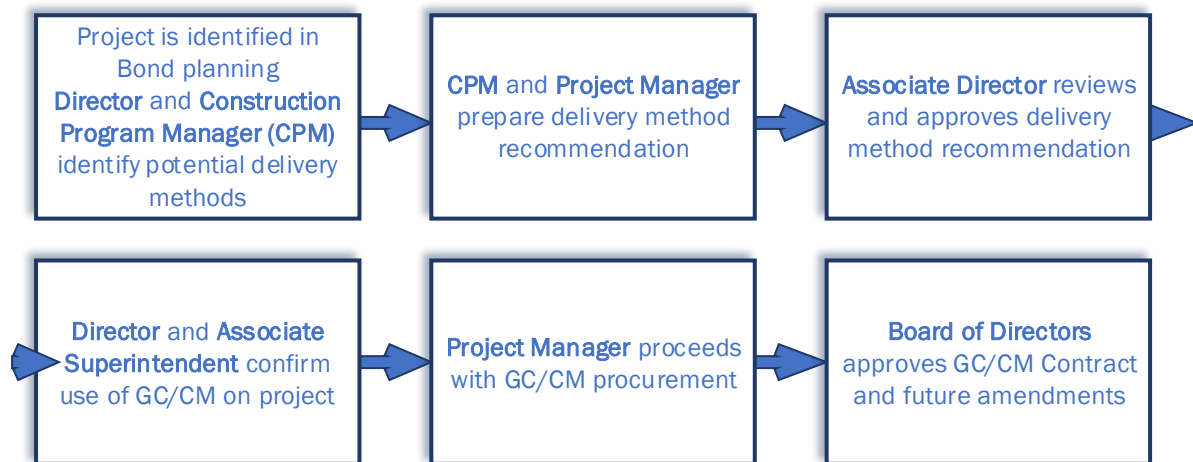 Project is identified in
Bond planning
Director and Construction
Program Manager (CPM)
identify potential delivery
methods
CPM and Project Manager
prepare delivery method
recommendation
Associate Director reviews
and approves delivery
method recommendation
Director and Associate
Superintendent confirm
use of GC/CM on project
Project Manager proceeds
with GC/CM procurement
Board of Directors
approves GC/CM Contract
and future amendments